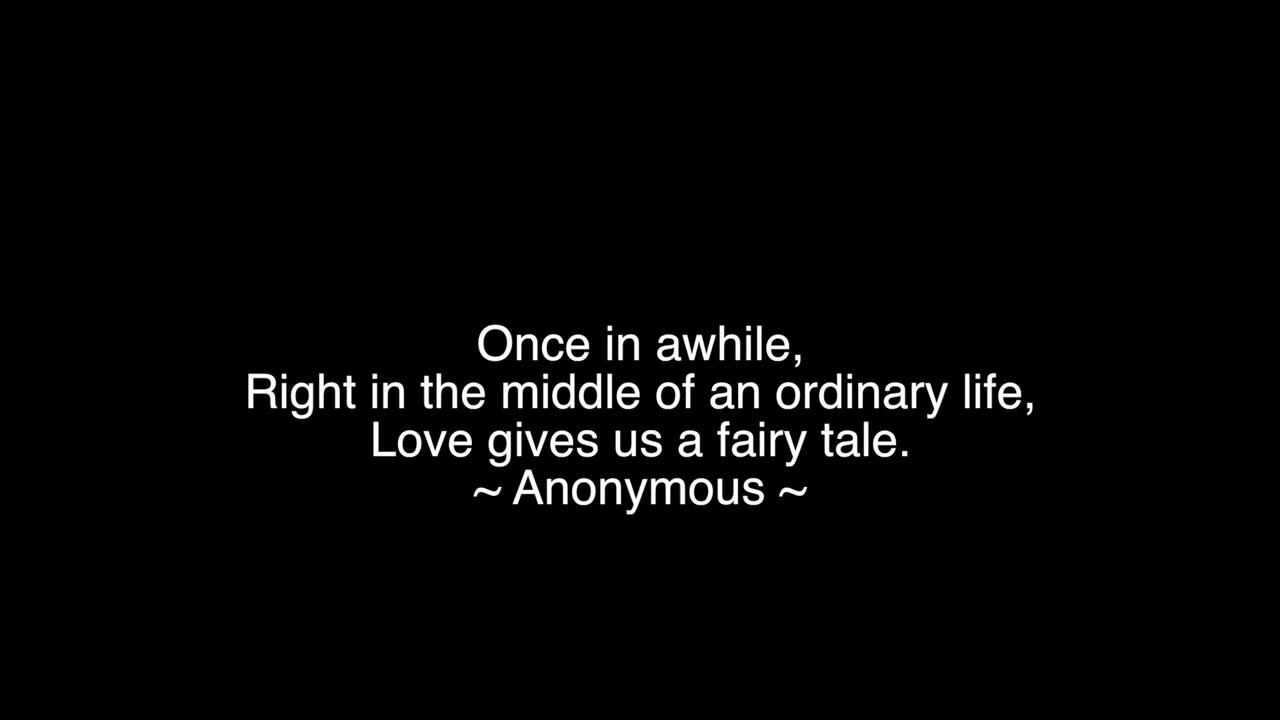 Once in awhile,
Right in the middle of an ordinary life,
Love gives us a fairy tale.
~ Anonymous ~